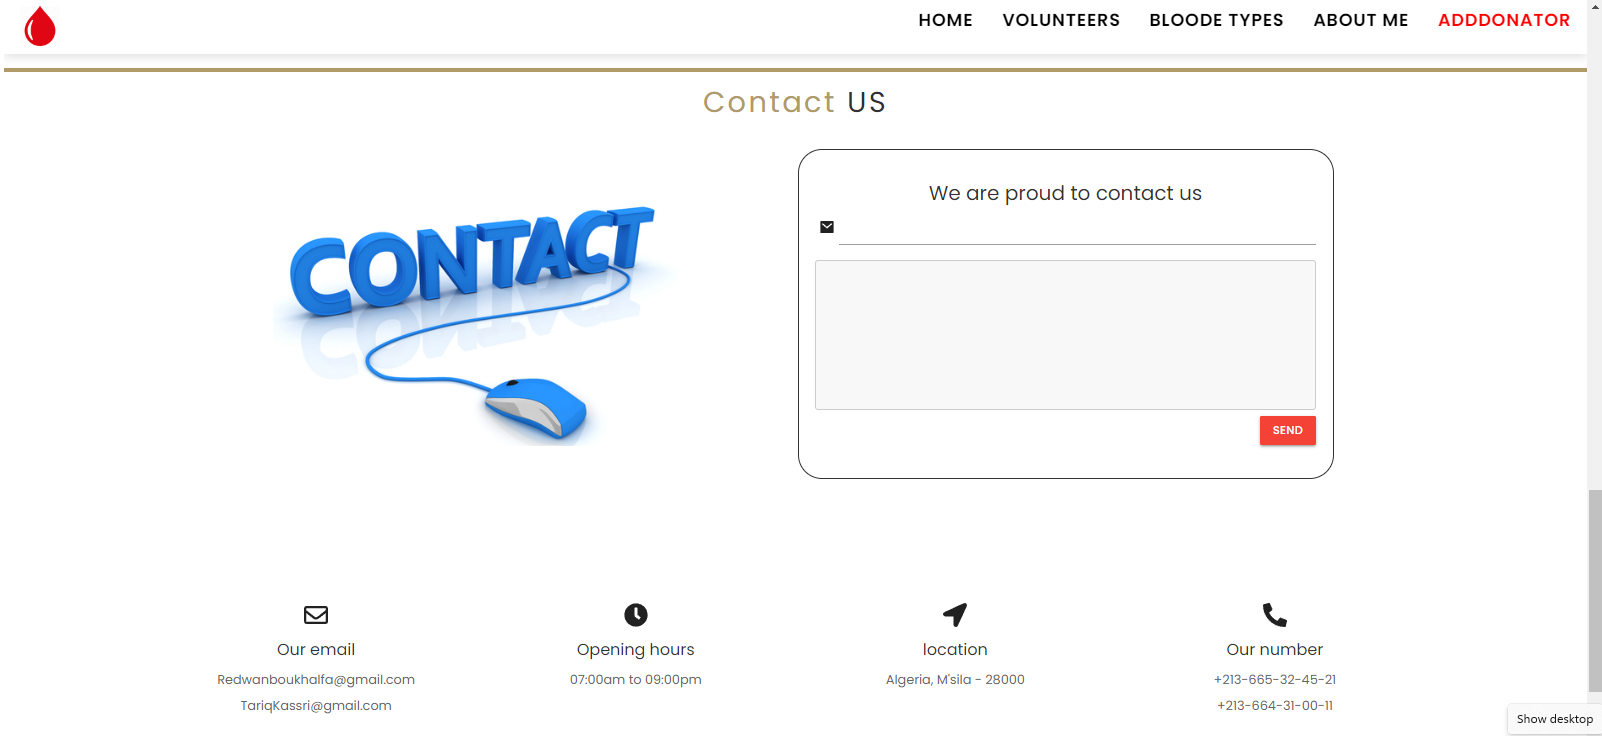 HOME VOLUNTEERS BLOODE TYPES ABOUT ME ADDDONATOR
Contact US
CONTACT
We are proud to contact us
SEND
Our email
Redwanboukhalfa@gmail.com
TariqKassri@gmail.com
Opening hours
07:00am to 09:00pm
location
Algeria, M'sila - 28000
Our number
+213-665-32-45-21
+213-664-31-00-11
Show desktop